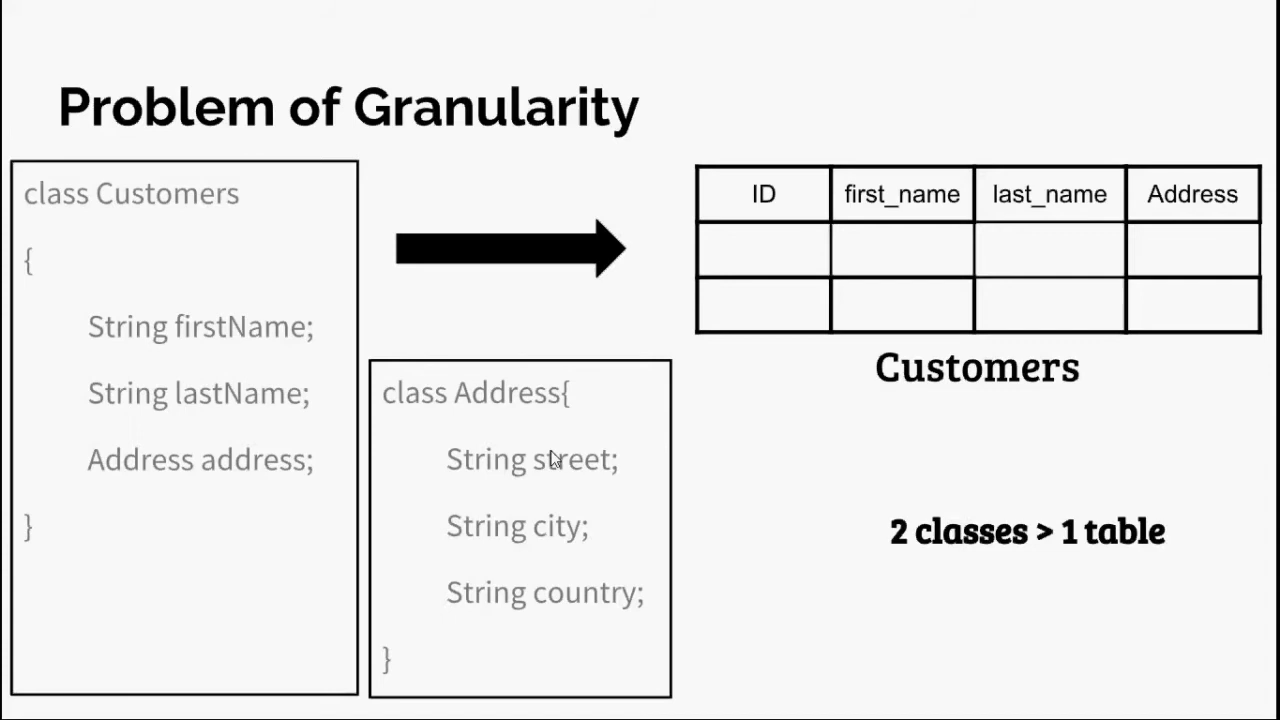 Problem of Granularity
class Customers
{
String firstName;
String lastName;
Address address;
}
class Address{
String street;
String city;
String country;
}
ID first_name last_name Address
Customers
2 classes > 1 table